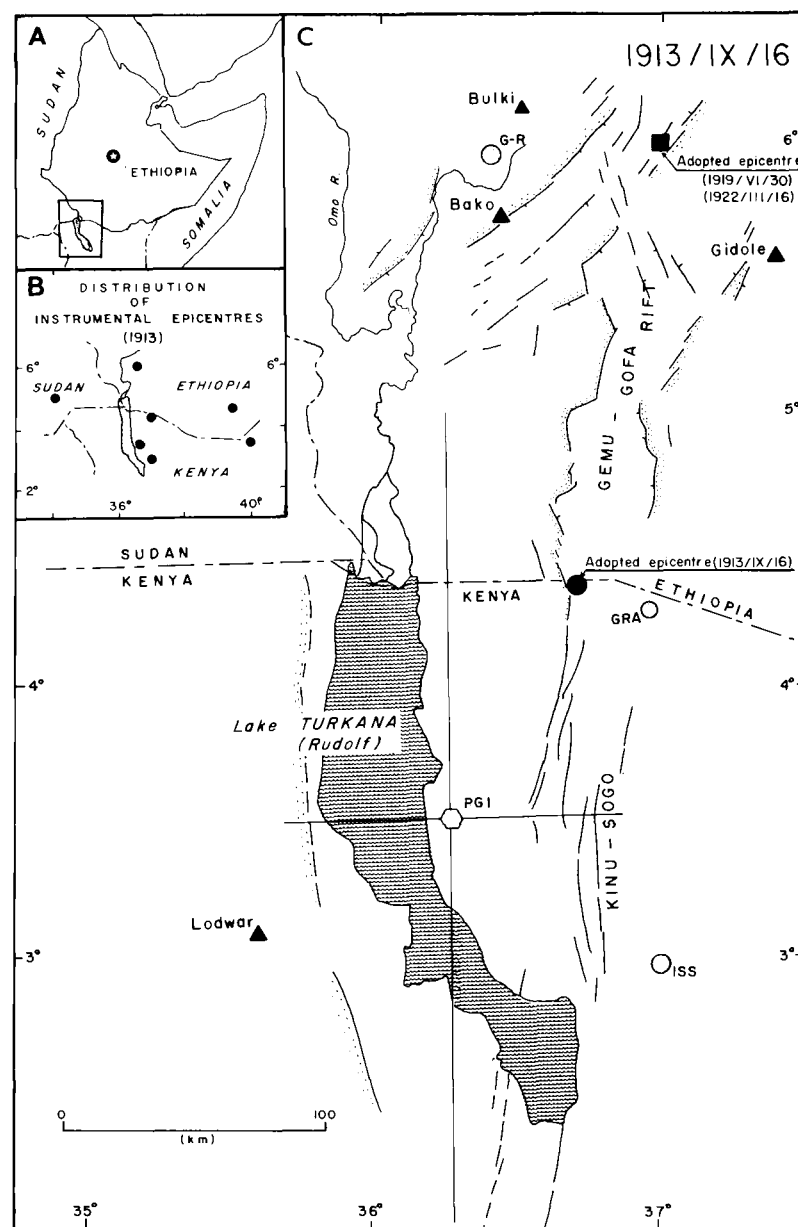 A
SUDAN
ETHIOPIA
SOMALIA
B
DISTRIBUTION
OF
INSTRUMENTAL EPICENTRES
(1913)
6°
6°
SUDAN
ETHIOPIA
KENYA
2°
36°
40°
C
1913/IX/16
Bulki
G-R
6°
Adopted epicentre
(1919/VI/30)
(1922/III/16)
Omo R.
Bako
Gidole
GEMU - GOFA RIFT
5°
SUDAN
KENYA
Adopted epicentre (1913/IX/16)
KENYA
ETHIOPIA
GRA
4°
4°
Lake TURKANA
(Rudolf)
PG1
KINU - SOGO
Lodwar
3°
ISS
3°
0
100
(km)
35°
36°
37°